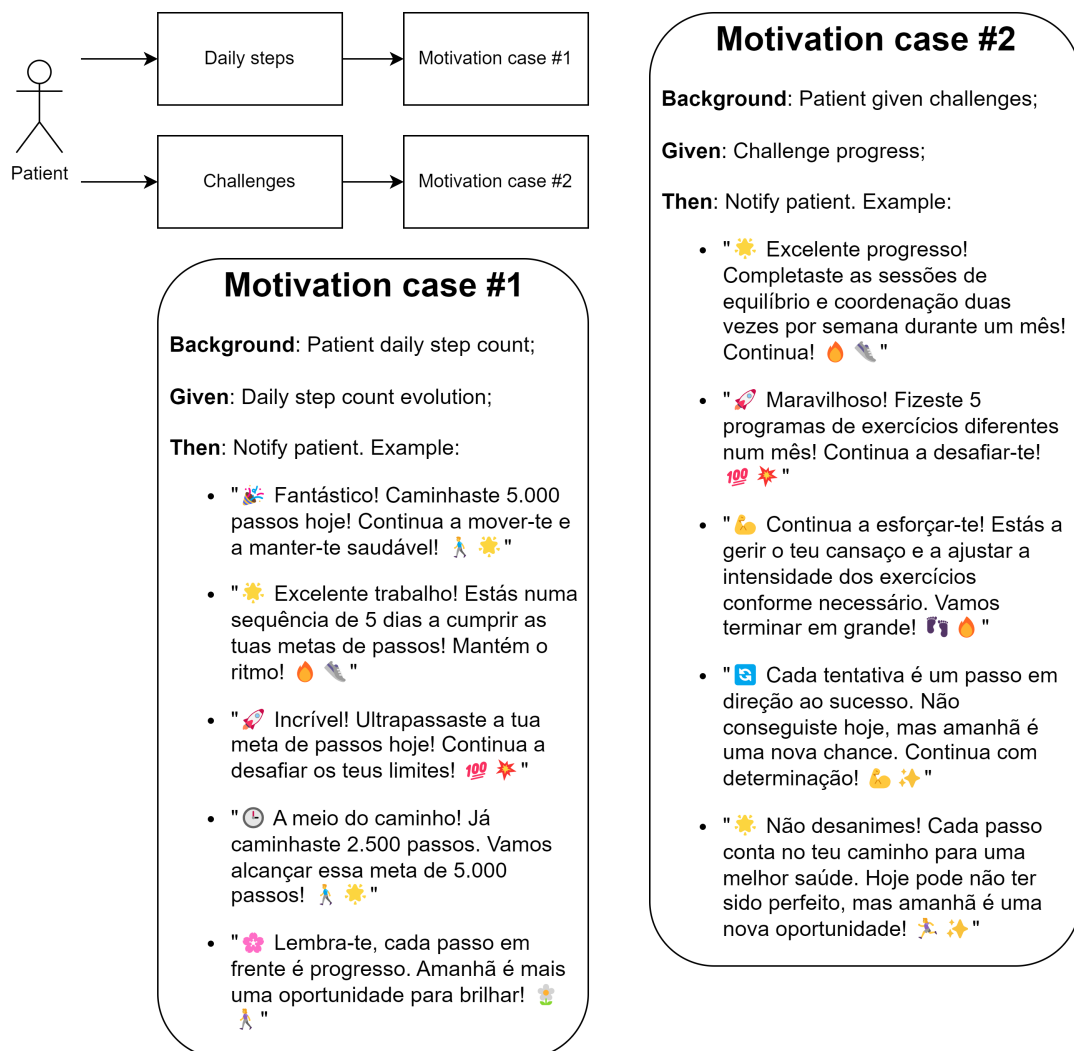 Daily steps
Motivation case #1
Patient
Challenges
Motivation case #2
Motivation case #1
Background: Patient daily step count;
Given: Daily step count evolution;
Then: Notify patient. Example:
• "🎉 Fantástico! Caminhaste 5.000
passos hoje! Continua a mover-te e
a manter-te saudável! 🚶‍♂️ 🌟 "
• "🌟 Excelente trabalho! Estás numa
sequência de 5 dias a cumprir as
tuas metas de passos! Mantém o
ritmo! 🔥 👟 "
• "🚀 Incrível! Ultrapassaste a tua
meta de passos hoje! Continua a
desafiar os teus limites! 💯 💥 "
• "🕒 A meio do caminho! Já
caminhaste 2.500 passos. Vamos
alcançar essa meta de 5.000
passos! 🚶‍♂️ 🌟 "
• "🌸 Lembra-te, cada passo em
frente é progresso. Amanhã é mais
uma oportunidade para brilhar! 🌼
🚶‍♀️ "
Motivation case #2
Background: Patient given challenges;
Given: Challenge progress;
Then: Notify patient. Example:
• "🌟 Excelente progresso!
Completaste as sessões de
equilíbrio e coordenação duas
vezes por semana durante um mês!
Continua! 🔥 👟 "
• "🚀 Maravilhoso! Fizeste 5
programas de exercícios diferentes
num mês! Continua a desafiar-te!
💯 💥 "
• "💪 Continua a esforçar-te! Estás a
gerir o teu cansaço e a ajustar a
intensidade dos exercícios
conforme necessário. Vamos
terminar em grande! 👣 🔥 "
• "🔄 Cada tentativa é um passo em
direção ao sucesso. Não
conseguiste hoje, mas amanhã é
uma nova chance. Continua com
determinação! 💪 ✨ "
• "🌟 Não desanimes! Cada passo
conta no teu caminho para uma
melhor saúde. Hoje pode não ter
sido perfeito, mas amanhã é uma
nova oportunidade! 🏃‍♀️ ✨ "